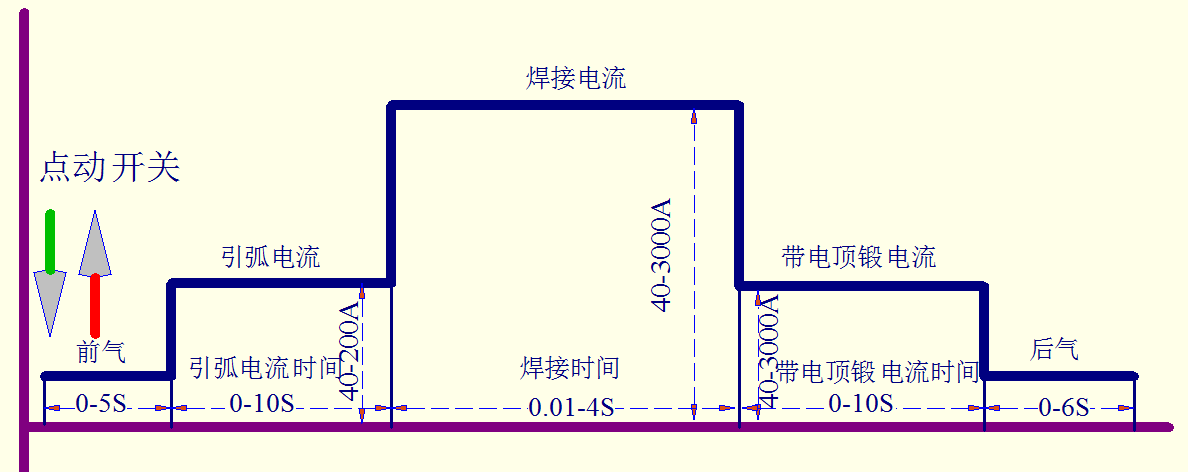 焊接电流
点动开关
引弧电流
带电顶锻电流
40-3000A
前气
引弧电流时间
40-200A
焊接时间
40-3000A
带电顶锻电流时间
后气
0-5S
0-10S
0.01-4S
0-10S
0-6S